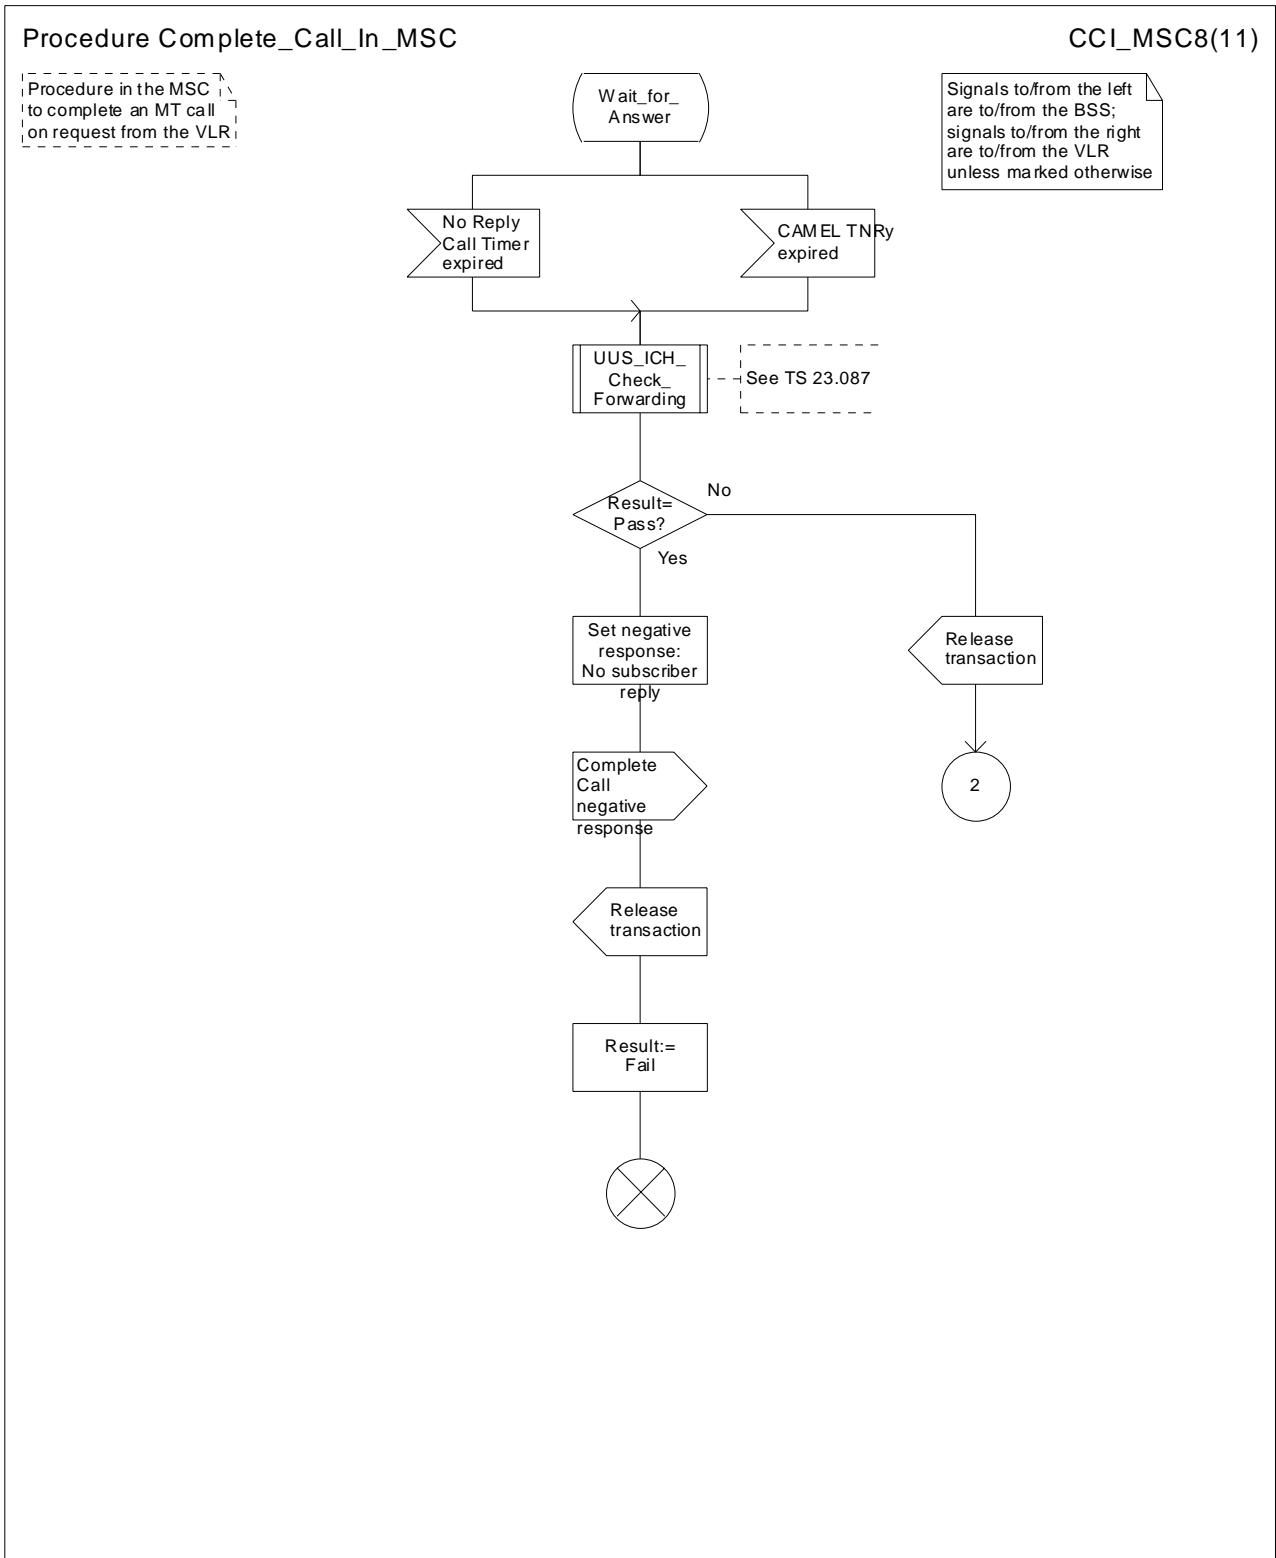 Procedure Complete_Call_In_MSC
CCI_MSC8(11)
Procedure in the MSC
to complete an MT call
on request from the VLR
Signals to/from the left
are to/from the BSS;
signals to/from the right
are to/from the VLR
unless marked otherwise
Wait_for_
Answer
No Reply
Call Timer
expired
CAMEL TNRy
expired
UUS_ICH_
Check_
Forwarding
See TS 23.087
Result=
Pass?
No
Yes
Set negative
response:
No subscriber
reply
Release
transaction
Complete
Call
negative
response
2
Release
transaction
Result:=
Fail